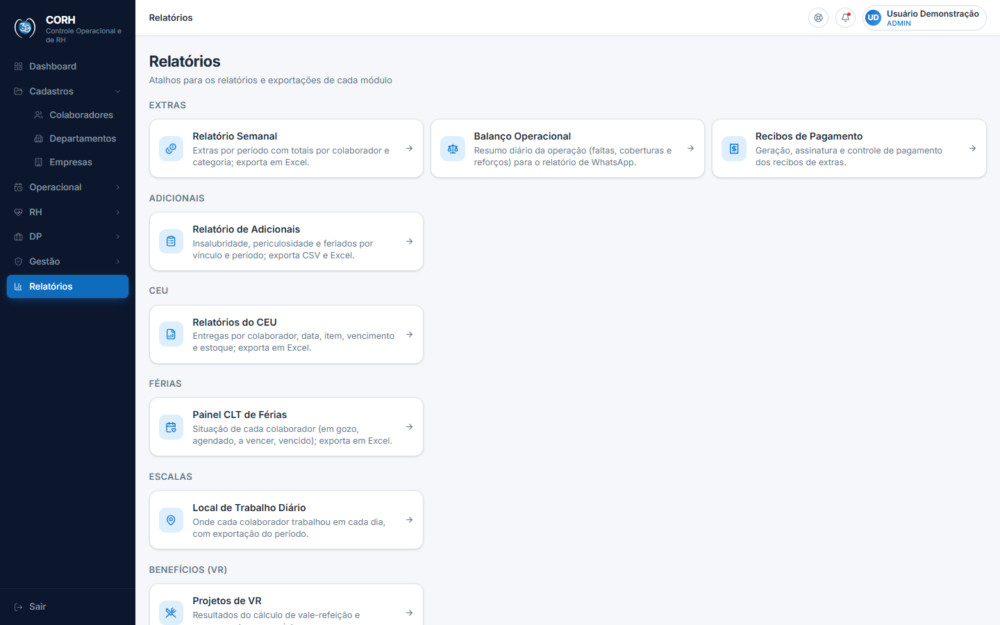 CORH
Controle Operacional e
de RH
Dashboard
Cadastros
Colaboradores
Departamentos
Empresas
Operacional
RH
DP
Gestão
Relatórios
Sair
Relatórios
UD
Usuário Demonstração
ADMIN
Relatórios
Atalhos para os relatórios e exportações de cada módulo
EXTRAS
Relatório Semanal
Extras por período com totais por colaborador e
categoria; exporta em Excel.
Balanço Operacional
Resumo diário da operação (faltas, coberturas e
reforços) para o relatório de WhatsApp.
Recibos de Pagamento
Geração, assinatura e controle de pagamento
dos recibos de extras.
ADICIONAIS
Relatório de Adicionais
Insalubridade, periculosidade e feriados por
vínculo e período; exporta CSV e Excel.
CEU
Relatórios do CEU
Entregas por colaborador, data, item, vencimento
e estoque; exporta em Excel.
FÉRIAS
Painel CLT de Férias
Situação de cada colaborador (em gozo,
agendado, a vencer, vencido); exporta em Excel.
ESCALAS
Local de Trabalho Diário
Onde cada colaborador trabalhou em cada dia,
com exportação do período.
BENEFÍCIOS (VR)
Projetos de VR
Resultados do cálculo de vale-refeição e